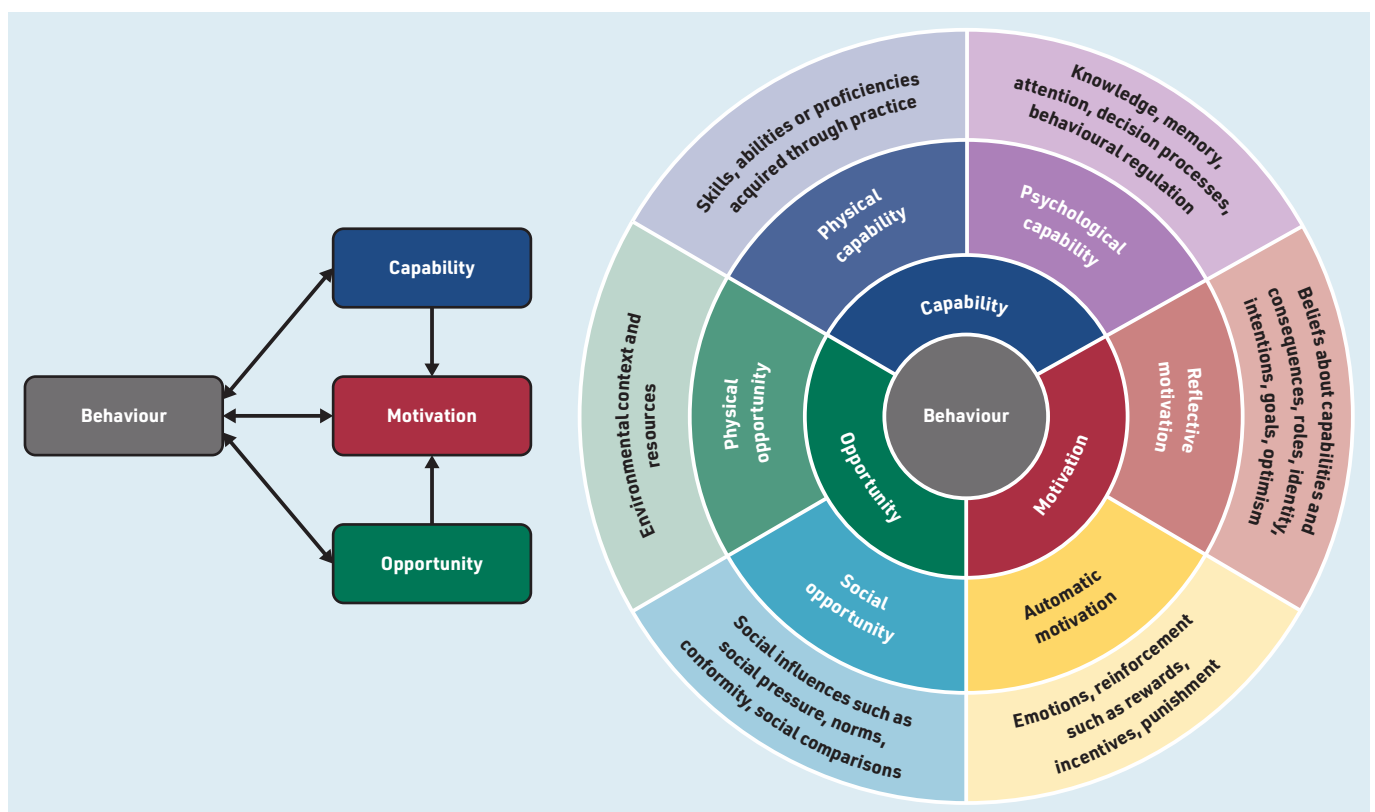 Capability
Behaviour
Motivation
Opportunity
Skills, abilities or proficiencies
acquired through practice
Knowledge, memory,
attention, decision processes,
behavioural regulation
Physical
capability
Psychological
capability
Capability
Environmental context and
resources
Physical
opportunity
Opportunity
Behaviour
Motivation
Reflective
motivation
Beliefs about capabilities and
consequences, roles, identity,
intentions, goals, optimism
Social
opportunity
Automatic
motivation
Social influences such as
social pressure, norms,
conformity, social comparisons
Emotions, reinforcement
such as rewards,
incentives, punishment